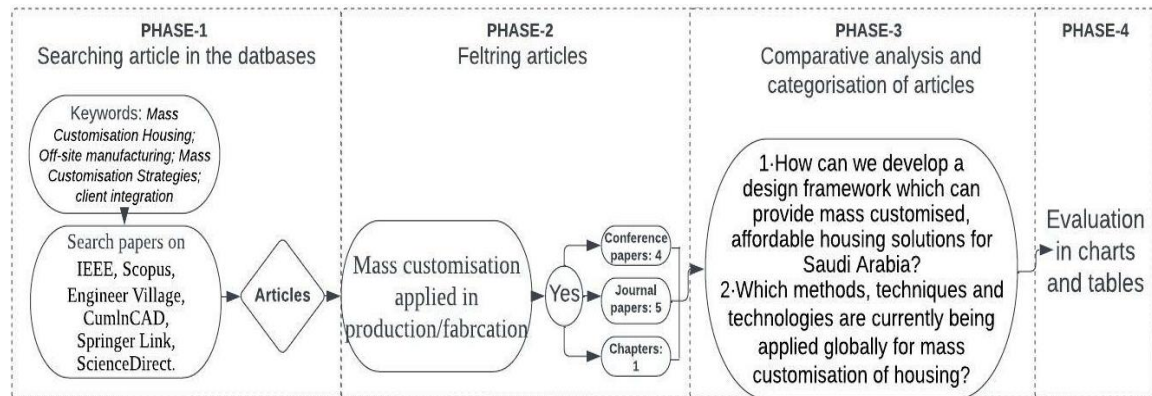 PHASE-1
Searching article in the datbases
Keywords: Mass
Customisation Housing;
Off-site manufacturing; Mass
Customisation Strategies;
client integration
Search papers on
IEEE, Scopus,
Engineer Village,
CumlnCAD,
Springer Link,
ScienceDirect.
Articles
PHASE-2
Feltring articles
Mass customisation
applied in
production/fabrcation
Yes
Conference
papers: 4
Journal
papers: 5
Chapters:
1
PHASE-3
Comparative analysis and
categorisation of articles
1·How can we develop a
design framework which can
provide mass customised,
affordable housing solutions for
Saudi Arabia?
2·Which methods, techniques and
technologies are currently being
applied globally for mass
customisation of housing?
PHASE-4
Evaluation
in charts
and tables